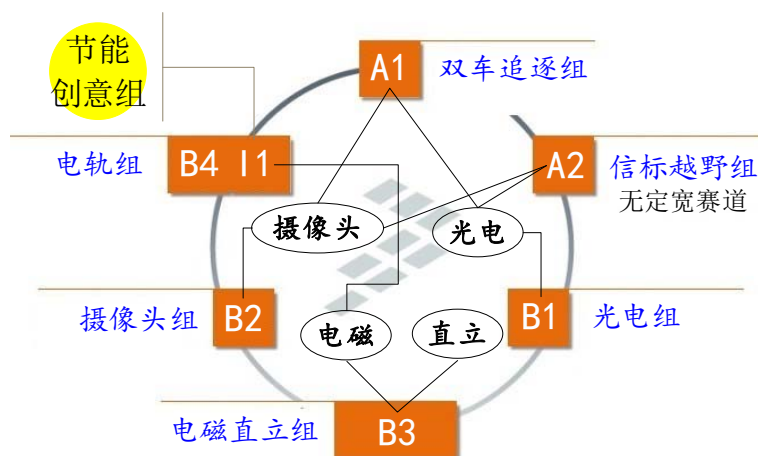 节能
创意组
A1
双车追逐组
电轨组
B4 I1
A2
信标越野组
无定宽赛道
摄像头
光电
摄像头组
B2
电磁
直立
B1
光电组
电磁直立组
B3